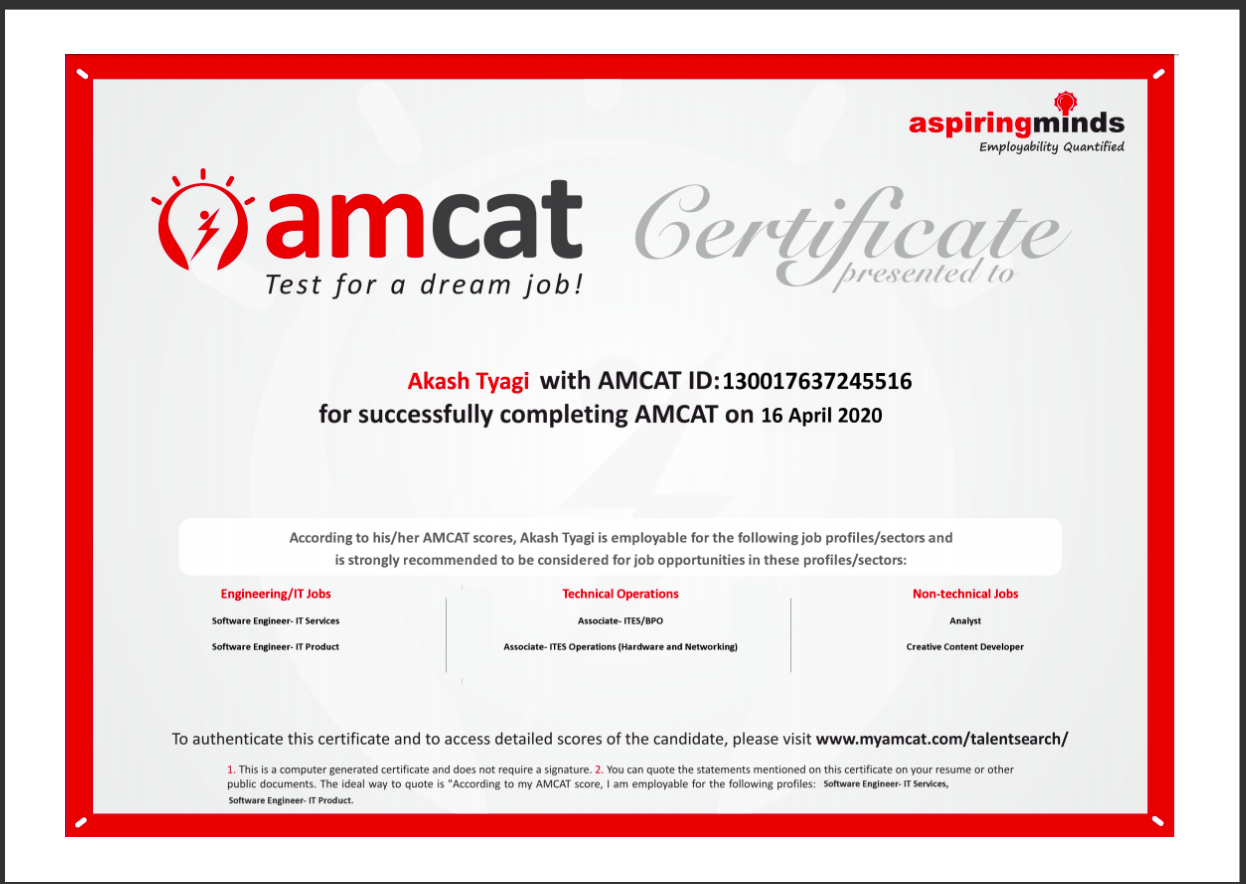 aspiringminds
Employability Quantified
amcat
Test for a dream job!
Certificate
presented to
Akash Tyagi with AMCAT ID:130017637245516
for successfully completing AMCAT on 16 April 2020
According to his/her AMCAT scores, Akash Tyagi is employable for the following job profiles/sectors and
is strongly recommended to be considered for job opportunities in these profiles/sectors:
Engineering/IT Jobs
Software Engineer- IT Services
Software Engineer- IT Product
Technical Operations
Associate- ITES/BPO
Associate- ITES Operations (Hardware and Networking)
Non-technical Jobs
Analyst
Creative Content Developer
To authenticate this certificate and to access detailed scores of the candidate, please visit www.myamcat.com/talentsearch/
1. This is a computer generated certificate and does not require a signature. 2. You can quote the statements mentioned on this certificate on your resume or other
public documents. The ideal way to quote is "According to my AMCAT score, I am employable for the following profiles: Software Engineer- IT Services,
Software Engineer- IT Product.